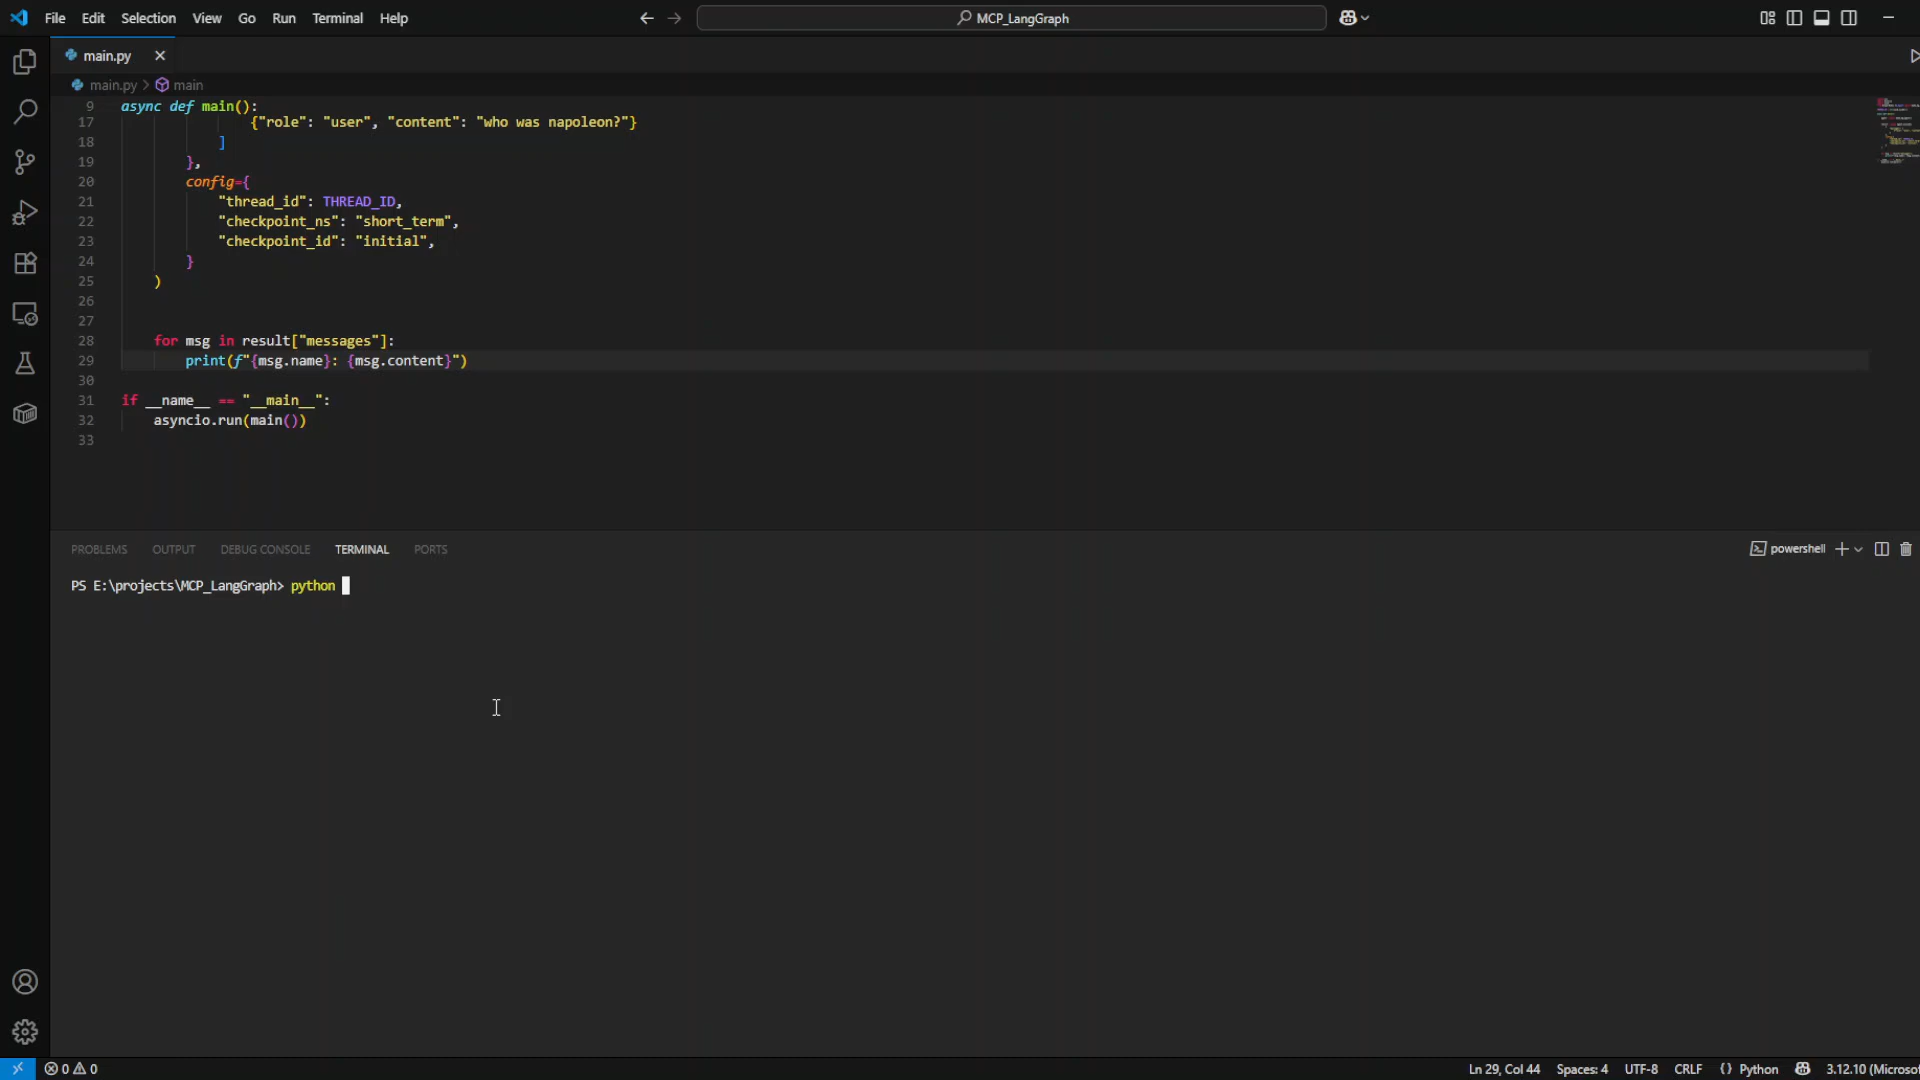 File Edit Selection View Go Run Terminal Help
MCP_LangGraph
main.py
main.py > main
9 async def main():
17 {"role": "user", "content": "who was napoleon?"}
18 ]
19 },
20 config={
21 "thread_id": THREAD_ID,
22 "checkpoint_ns": "short_term",
23 "checkpoint_id": "initial",
24 }
25 )
26
27
28 for msg in result["messages"]:
29 print(f"{msg.name}: {msg.content}")
30
31 if __name__ == "__main__":
32 asyncio.run(main())
33
PROBLEMS OUTPUT DEBUG CONSOLE TERMINAL PORTS
powershell
PS E:\projects\MCP_LangGraph> python
0 0
Ln 29, Col 44 Spaces: 4 UTF-8 CRLF {} Python 3.12.10 (Microso